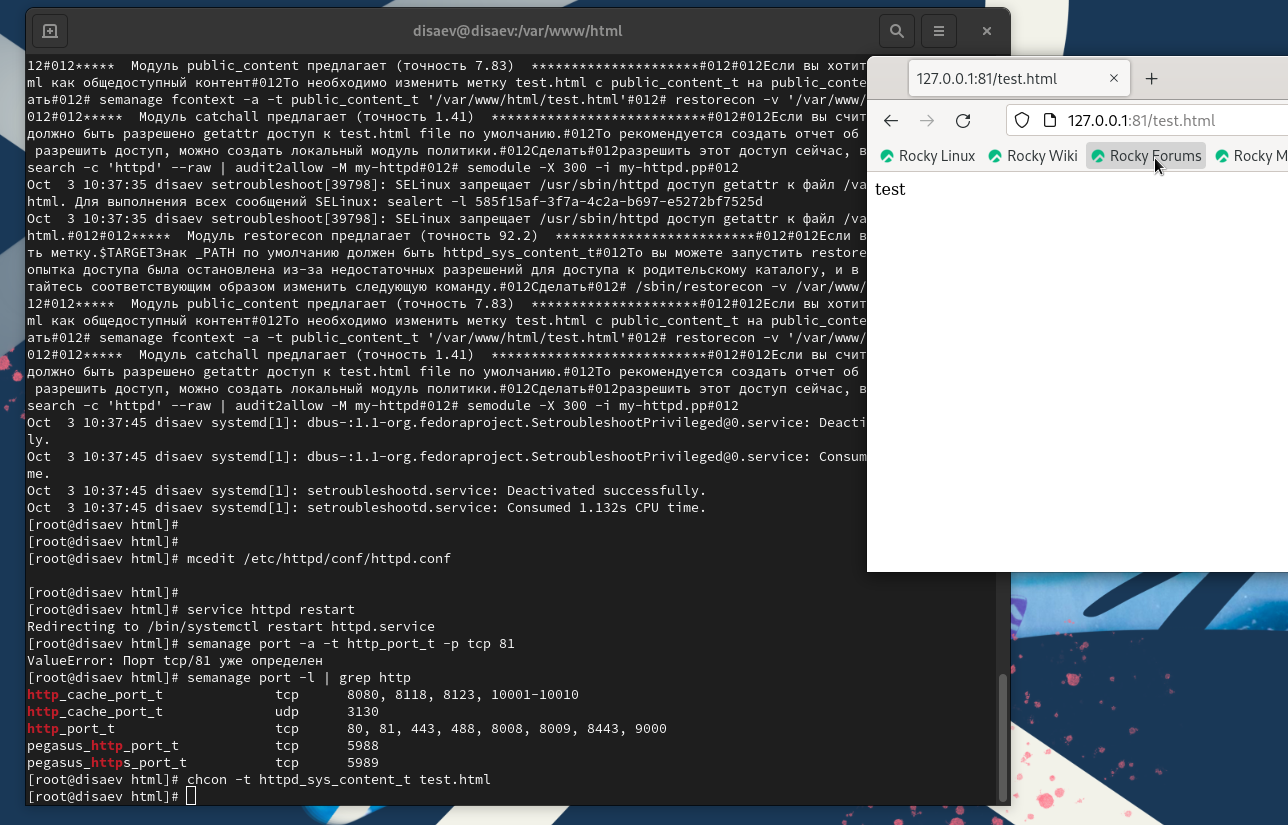 disaev@disaev:/var/www/html
12#012***** Модуль public_content предлагает (точность 7.83) *********************#012#012Если вы хотит
ml как общедоступный контент#012То необходимо изменить метку test.html с public_content_t на public_conte
ать#012# semanage fcontext -a -t public_content_t '/var/www/html/test.html'#012# restorecon -v '/var/www/
012#012***** Модуль catchall предлагает (точность 1.41) **************************#012#012Если вы счит
должно быть разрешено getattr доступ к test.html file по умолчанию.#012То рекомендуется создать отчет об
разрешить доступ, можно создать локальный модуль политики.#012Сделать#012разрешить этот доступ сейчас, в
search -c 'httpd' --raw | audit2allow -M my-httpd#012# semodule -X 300 -i my-httpd.pp#012
Oct  3 10:37:35 disaev setroubleshoot[39798]: SELinux запрещает /usr/sbin/httpd доступ getattr к файл /va
html. Для выполнения всех сообщений SELinux: sealert -l 585f15af-3f7a-4c2a-b697-e5272bf7525d
Oct  3 10:37:35 disaev setroubleshoot[39798]: SELinux запрещает /usr/sbin/httpd доступ getattr к файл /va
html.#012#012***** Модуль restorecon предлагает (точность 92.2) *************************#012#012Если в
ть метку.$TARGETЗнак _PATH по умолчанию должен быть httpd_sys_content_t#012То вы можете запустить restore
опытка доступа была остановлена из-за недостаточных разрешений для доступа к родительскому каталогу, и в
тайтесь соответствующим образом изменить следующую команду.#012Сделать#012# /sbin/restorecon -v /var/www/
12#012***** Модуль public_content предлагает (точность 7.83) *********************#012#012Если вы хотит
ml как общедоступный контент#012То необходимо изменить метку test.html с public_content_t на public_conte
ать#012# semanage fcontext -a -t public_content_t '/var/www/html/test.html'#012# restorecon -v '/var/www/
012#012***** Модуль catchall предлагает (точность 1.41) **************************#012#012Если вы счит
должно быть разрешено getattr доступ к test.html file по умолчанию.#012То рекомендуется создать отчет об
разрешить доступ, можно создать локальный модуль политики.#012Сделать#012разрешить этот доступ сейчас, в
search -c 'httpd' --raw | audit2allow -M my-httpd#012# semodule -X 300 -i my-httpd.pp#012
Oct  3 10:37:45 disaev systemd[1]: dbus-:1.1-org.fedoraproject.SetroubleshootPrivileged@0.service: Deacti
ly.
Oct  3 10:37:45 disaev systemd[1]: dbus-:1.1-org.fedoraproject.SetroubleshootPrivileged@0.service: Consum
me.
Oct  3 10:37:45 disaev systemd[1]: setroubleshootd.service: Deactivated successfully.
Oct  3 10:37:45 disaev systemd[1]: setroubleshootd.service: Consumed 1.132s CPU time.
[root@disaev html]#
[root@disaev html]#
[root@disaev html]# mcedit /etc/httpd/conf/httpd.conf
[root@disaev html]#
[root@disaev html]# service httpd restart
Redirecting to /bin/systemctl restart httpd.service
[root@disaev html]# semanage port -a -t http_port_t -p tcp 81
ValueError: Порт tcp/81 уже определен
[root@disaev html]# semanage port -l | grep http
http_cache_port_t              tcp      8080, 8118, 8123, 10001-10010
http_cache_port_t              udp      3130
http_port_t                    tcp      80, 81, 443, 488, 8008, 8009, 8443, 9000
pegasus_http_port_t            tcp      5988
pegasus_https_port_t           tcp      5989
[root@disaev html]# chcon -t httpd_sys_content_t test.html
[root@disaev html]#
127.0.0.1:81/test.html
127.0.0.1:81/test.html
Rocky Linux Rocky Wiki Rocky Forums Rocky M
test